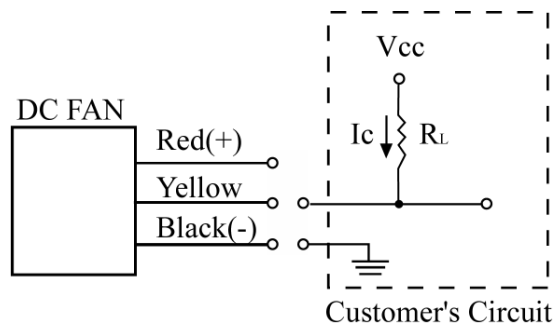 Vcc
DC FAN
Red(+)
Ic
RL
Yellow
Black(-)
Customer's Circuit